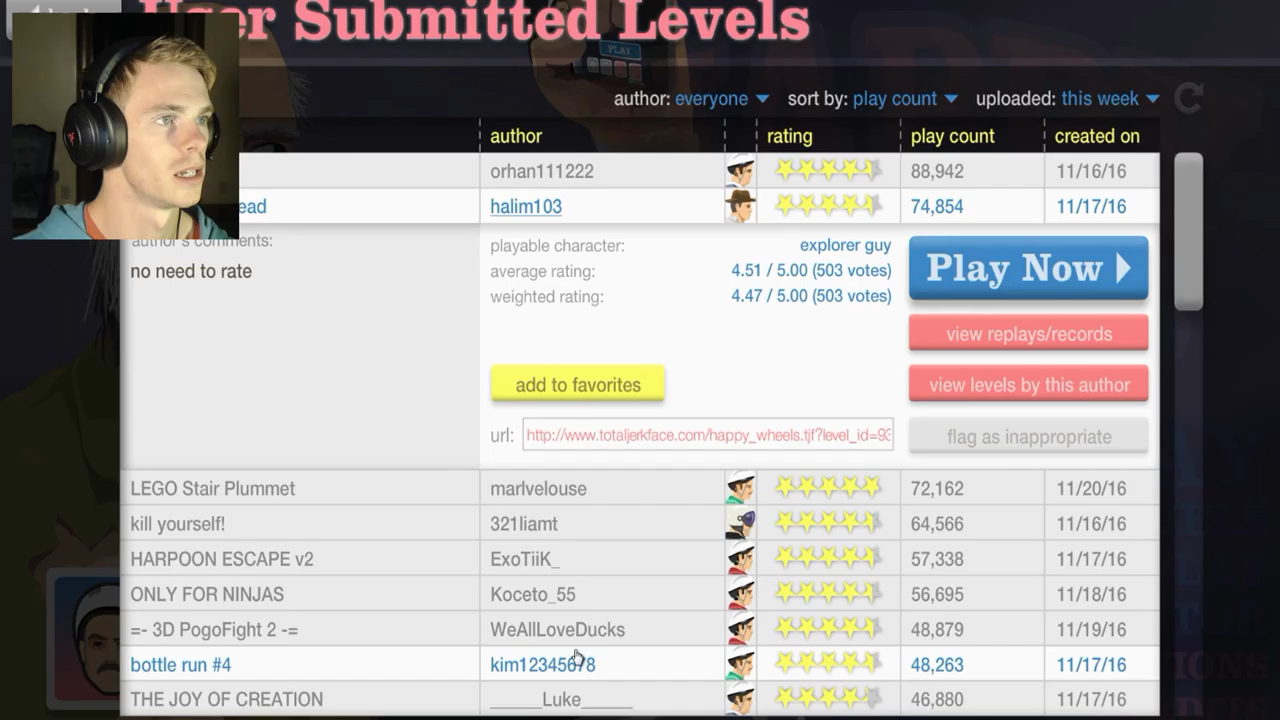 User Submitted Levels
PLAY
author: everyone sort by: play count uploaded: this week
author rating play count created on
orhan111222 88,942 11/16/16
ead halim103 74,854 11/17/16
author's comments:
no need to rate
playable character: explorer guy
average rating: 4.51 / 5.00 (503 votes)
weighted rating: 4.47 / 5.00 (503 votes)
Play Now
view replays/records
add to favorites
view levels by this author
url: http://www.totaljerkface.com/happy_wheels.tjf?level_id=93
flag as inappropriate
LEGO Stair Plummet marlvelouse 72,162 11/20/16
kill yourself! 321liamt 64,566 11/16/16
HARPOON ESCAPE v2 ExoTiiK_ 57,338 11/17/16
ONLY FOR NINJAS Koceto_55 56,695 11/18/16
=- 3D PogoFight 2 -= WeAllLoveDucks 48,879 11/19/16
bottle run #4 kim12345678 48,263 11/17/16
THE JOY OF CREATION _____Luke_____ 46,880 11/17/16